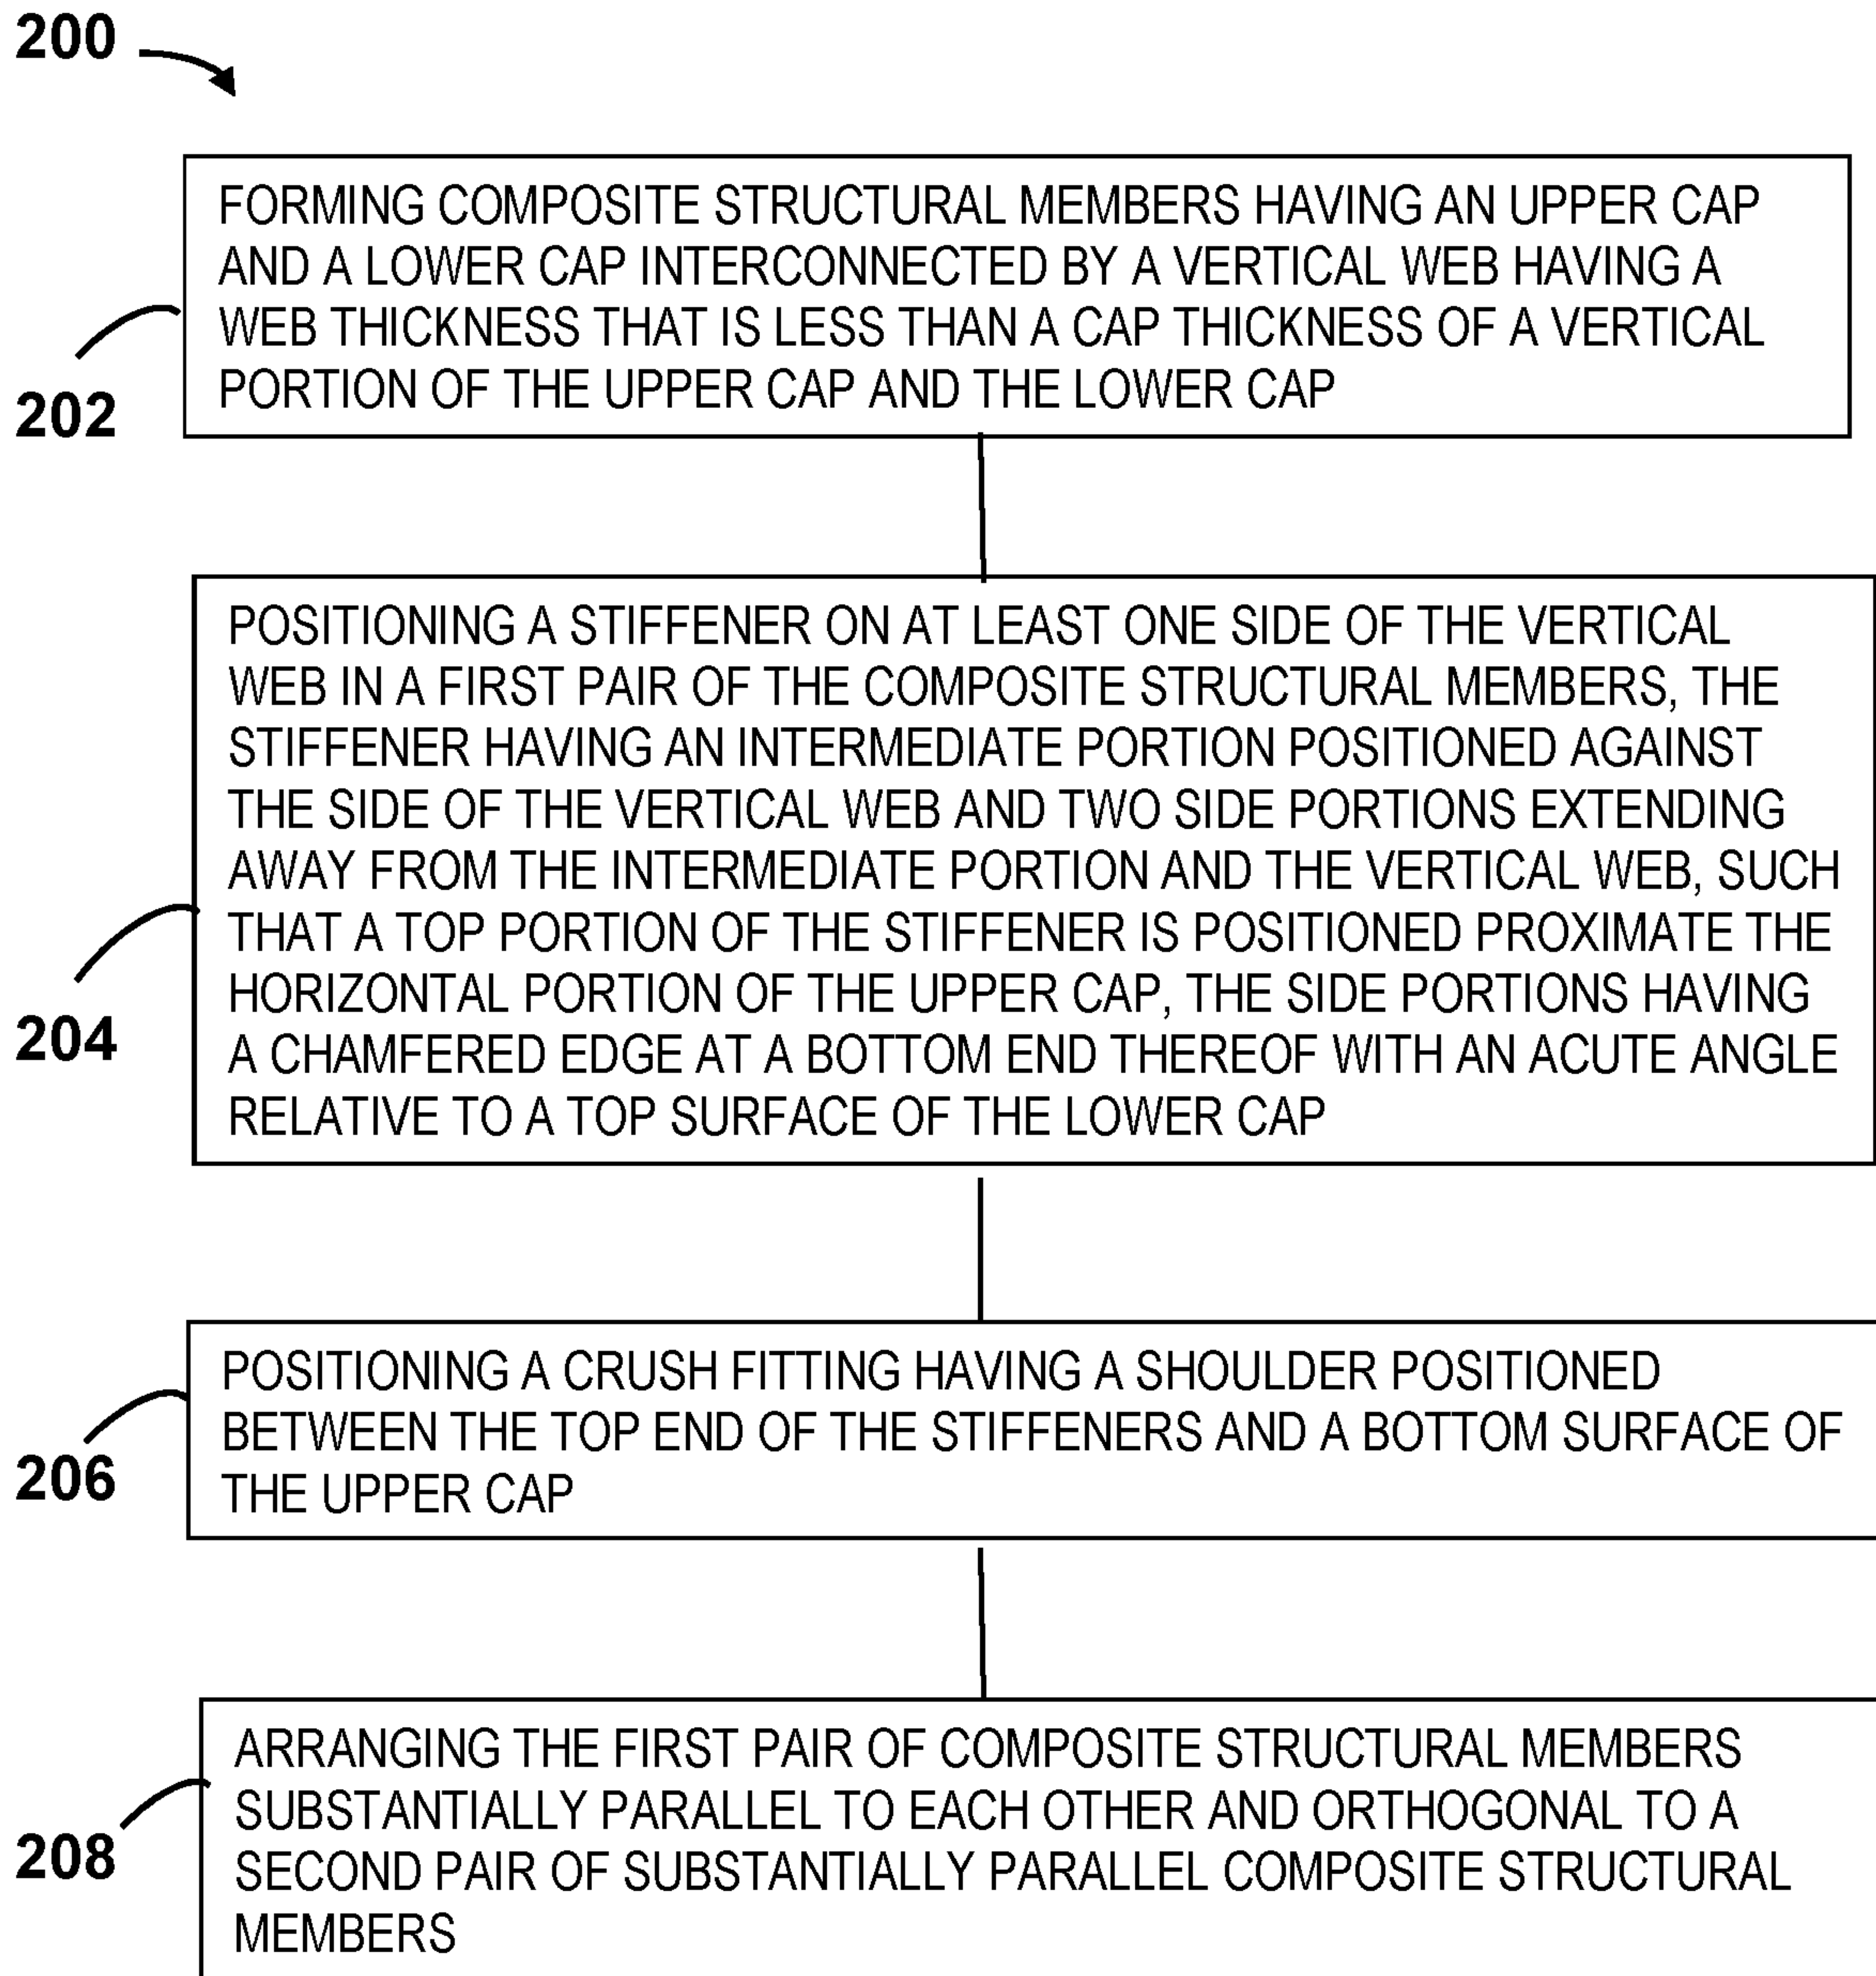 200
FORMING COMPOSITE STRUCTURAL MEMBERS HAVING AN UPPER CAP
AND A LOWER CAP INTERCONNECTED BY A VERTICAL WEB HAVING A
WEB THICKNESS THAT IS LESS THAN A CAP THICKNESS OF A VERTICAL
PORTION OF THE UPPER CAP AND THE LOWER CAP
202
POSITIONING A STIFFENER ON AT LEAST ONE SIDE OF THE VERTICAL
WEB IN A FIRST PAIR OF THE COMPOSITE STRUCTURAL MEMBERS, THE
STIFFENER HAVING AN INTERMEDIATE PORTION POSITIONED AGAINST
THE SIDE OF THE VERTICAL WEB AND TWO SIDE PORTIONS EXTENDING
AWAY FROM THE INTERMEDIATE PORTION AND THE VERTICAL WEB, SUCH
THAT A TOP PORTION OF THE STIFFENER IS POSITIONED PROXIMATE THE
HORIZONTAL PORTION OF THE UPPER CAP, THE SIDE PORTIONS HAVING
A CHAMFERED EDGE AT A BOTTOM END THEREOF WITH AN ACUTE ANGLE
RELATIVE TO A TOP SURFACE OF THE LOWER CAP
204
POSITIONING A CRUSH FITTING HAVING A SHOULDER POSITIONED
BETWEEN THE TOP END OF THE STIFFENERS AND A BOTTOM SURFACE OF
THE UPPER CAP
206
ARRANGING THE FIRST PAIR OF COMPOSITE STRUCTURAL MEMBERS
SUBSTANTIALLY PARALLEL TO EACH OTHER AND ORTHOGONAL TO A
SECOND PAIR OF SUBSTANTIALLY PARALLEL COMPOSITE STRUCTURAL
MEMBERS
208